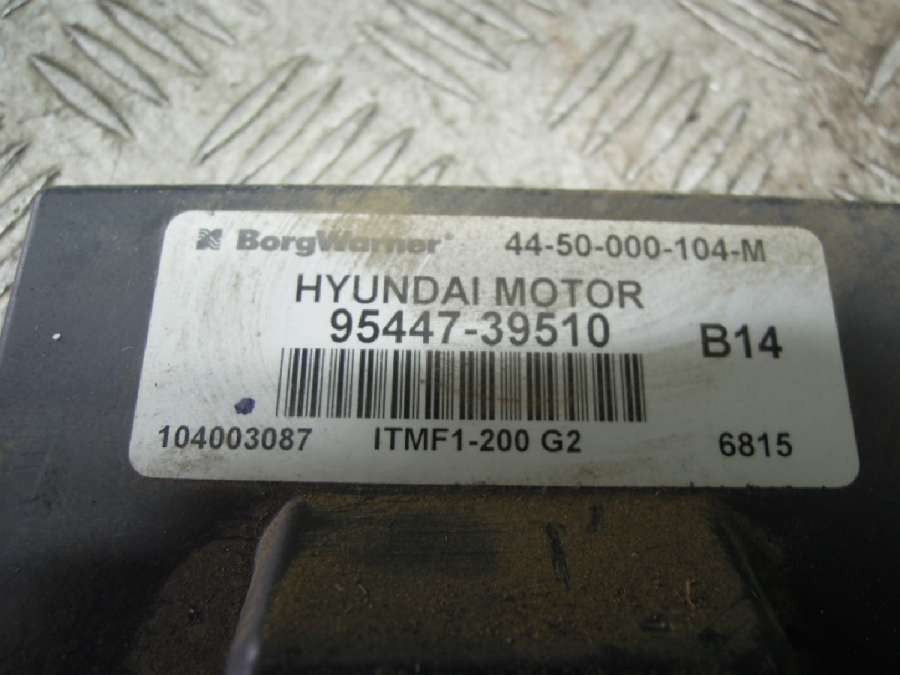 BorgWarner 44-50-000-104-M
HYUNDAI MOTOR
95447-39510 B14
104003087 ITMF1-200 G2 6815